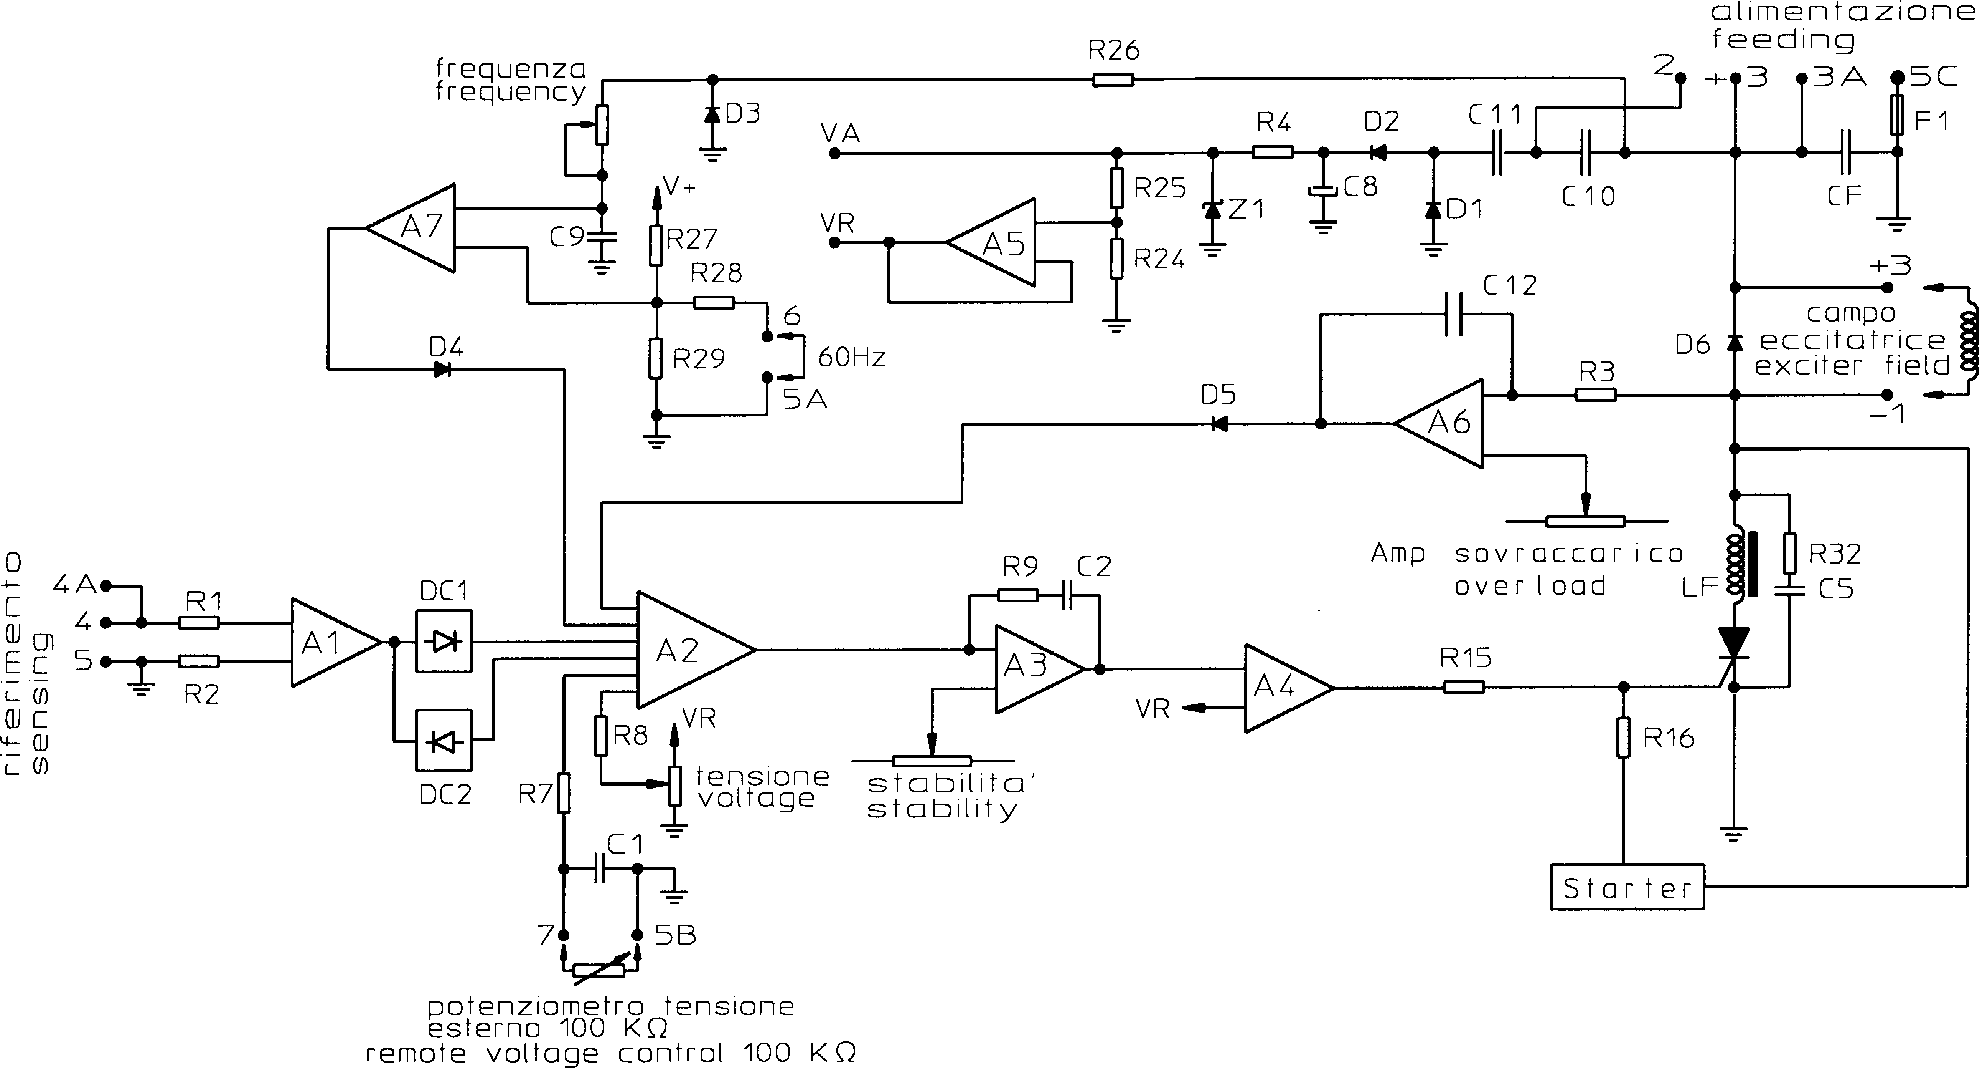 alimentazione
feeding
R26
2
+3
3A
5C
frequenza
frequency
D3
VA
R4
D2
C11
F1
V+
R25
Z1
C8
D1
C10
CF
A7
C9
R27
VR
A5
R24
R28
+3
C12
6
campo
D4
R29
60Hz
D6
eccitatrice
exciter field
R3
5A
D5
-1
A6
Amp sovraccarico
overload
R32
LF
C5
riferimento
sensing
4A
4
5
R1
R2
A1
DC1
DC2
A2
R9
C2
A3
A4
R15
VR
R16
R8
VR
tensione
voltage
stabilita'
stability
R7
C1
Starter
7
5B
potenziometro tensione
esterno 100 KΩ
remote voltage control 100 KΩ